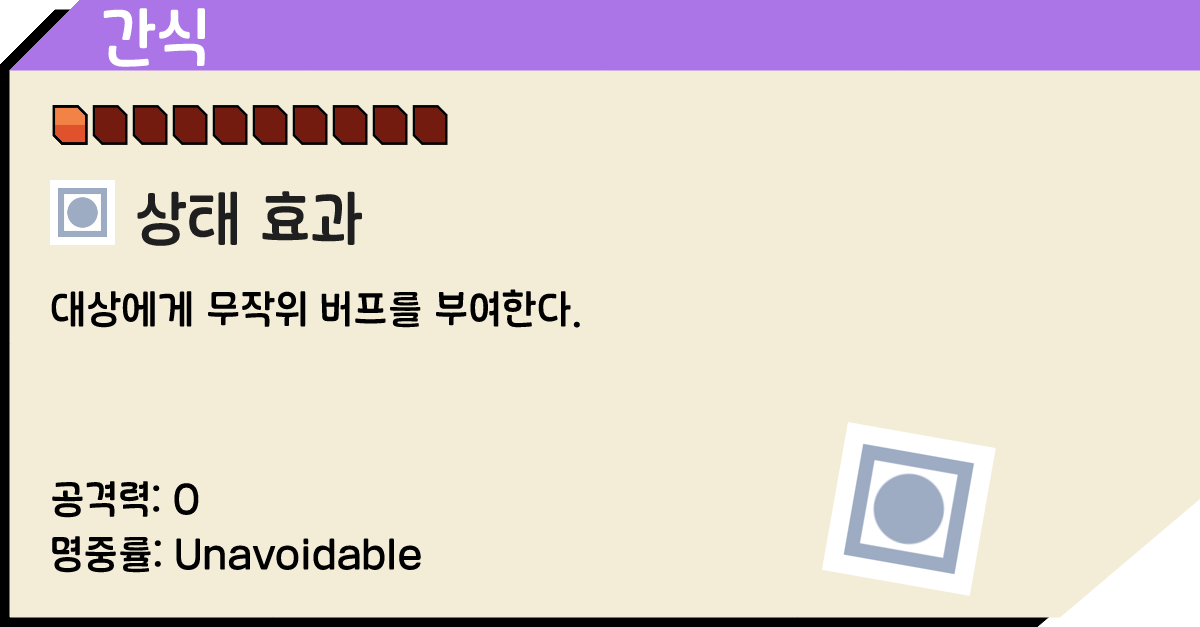 간식
상태 효과
대상에게 무작위 버프를 부여한다.
공격력: 0
명중률: Unavoidable